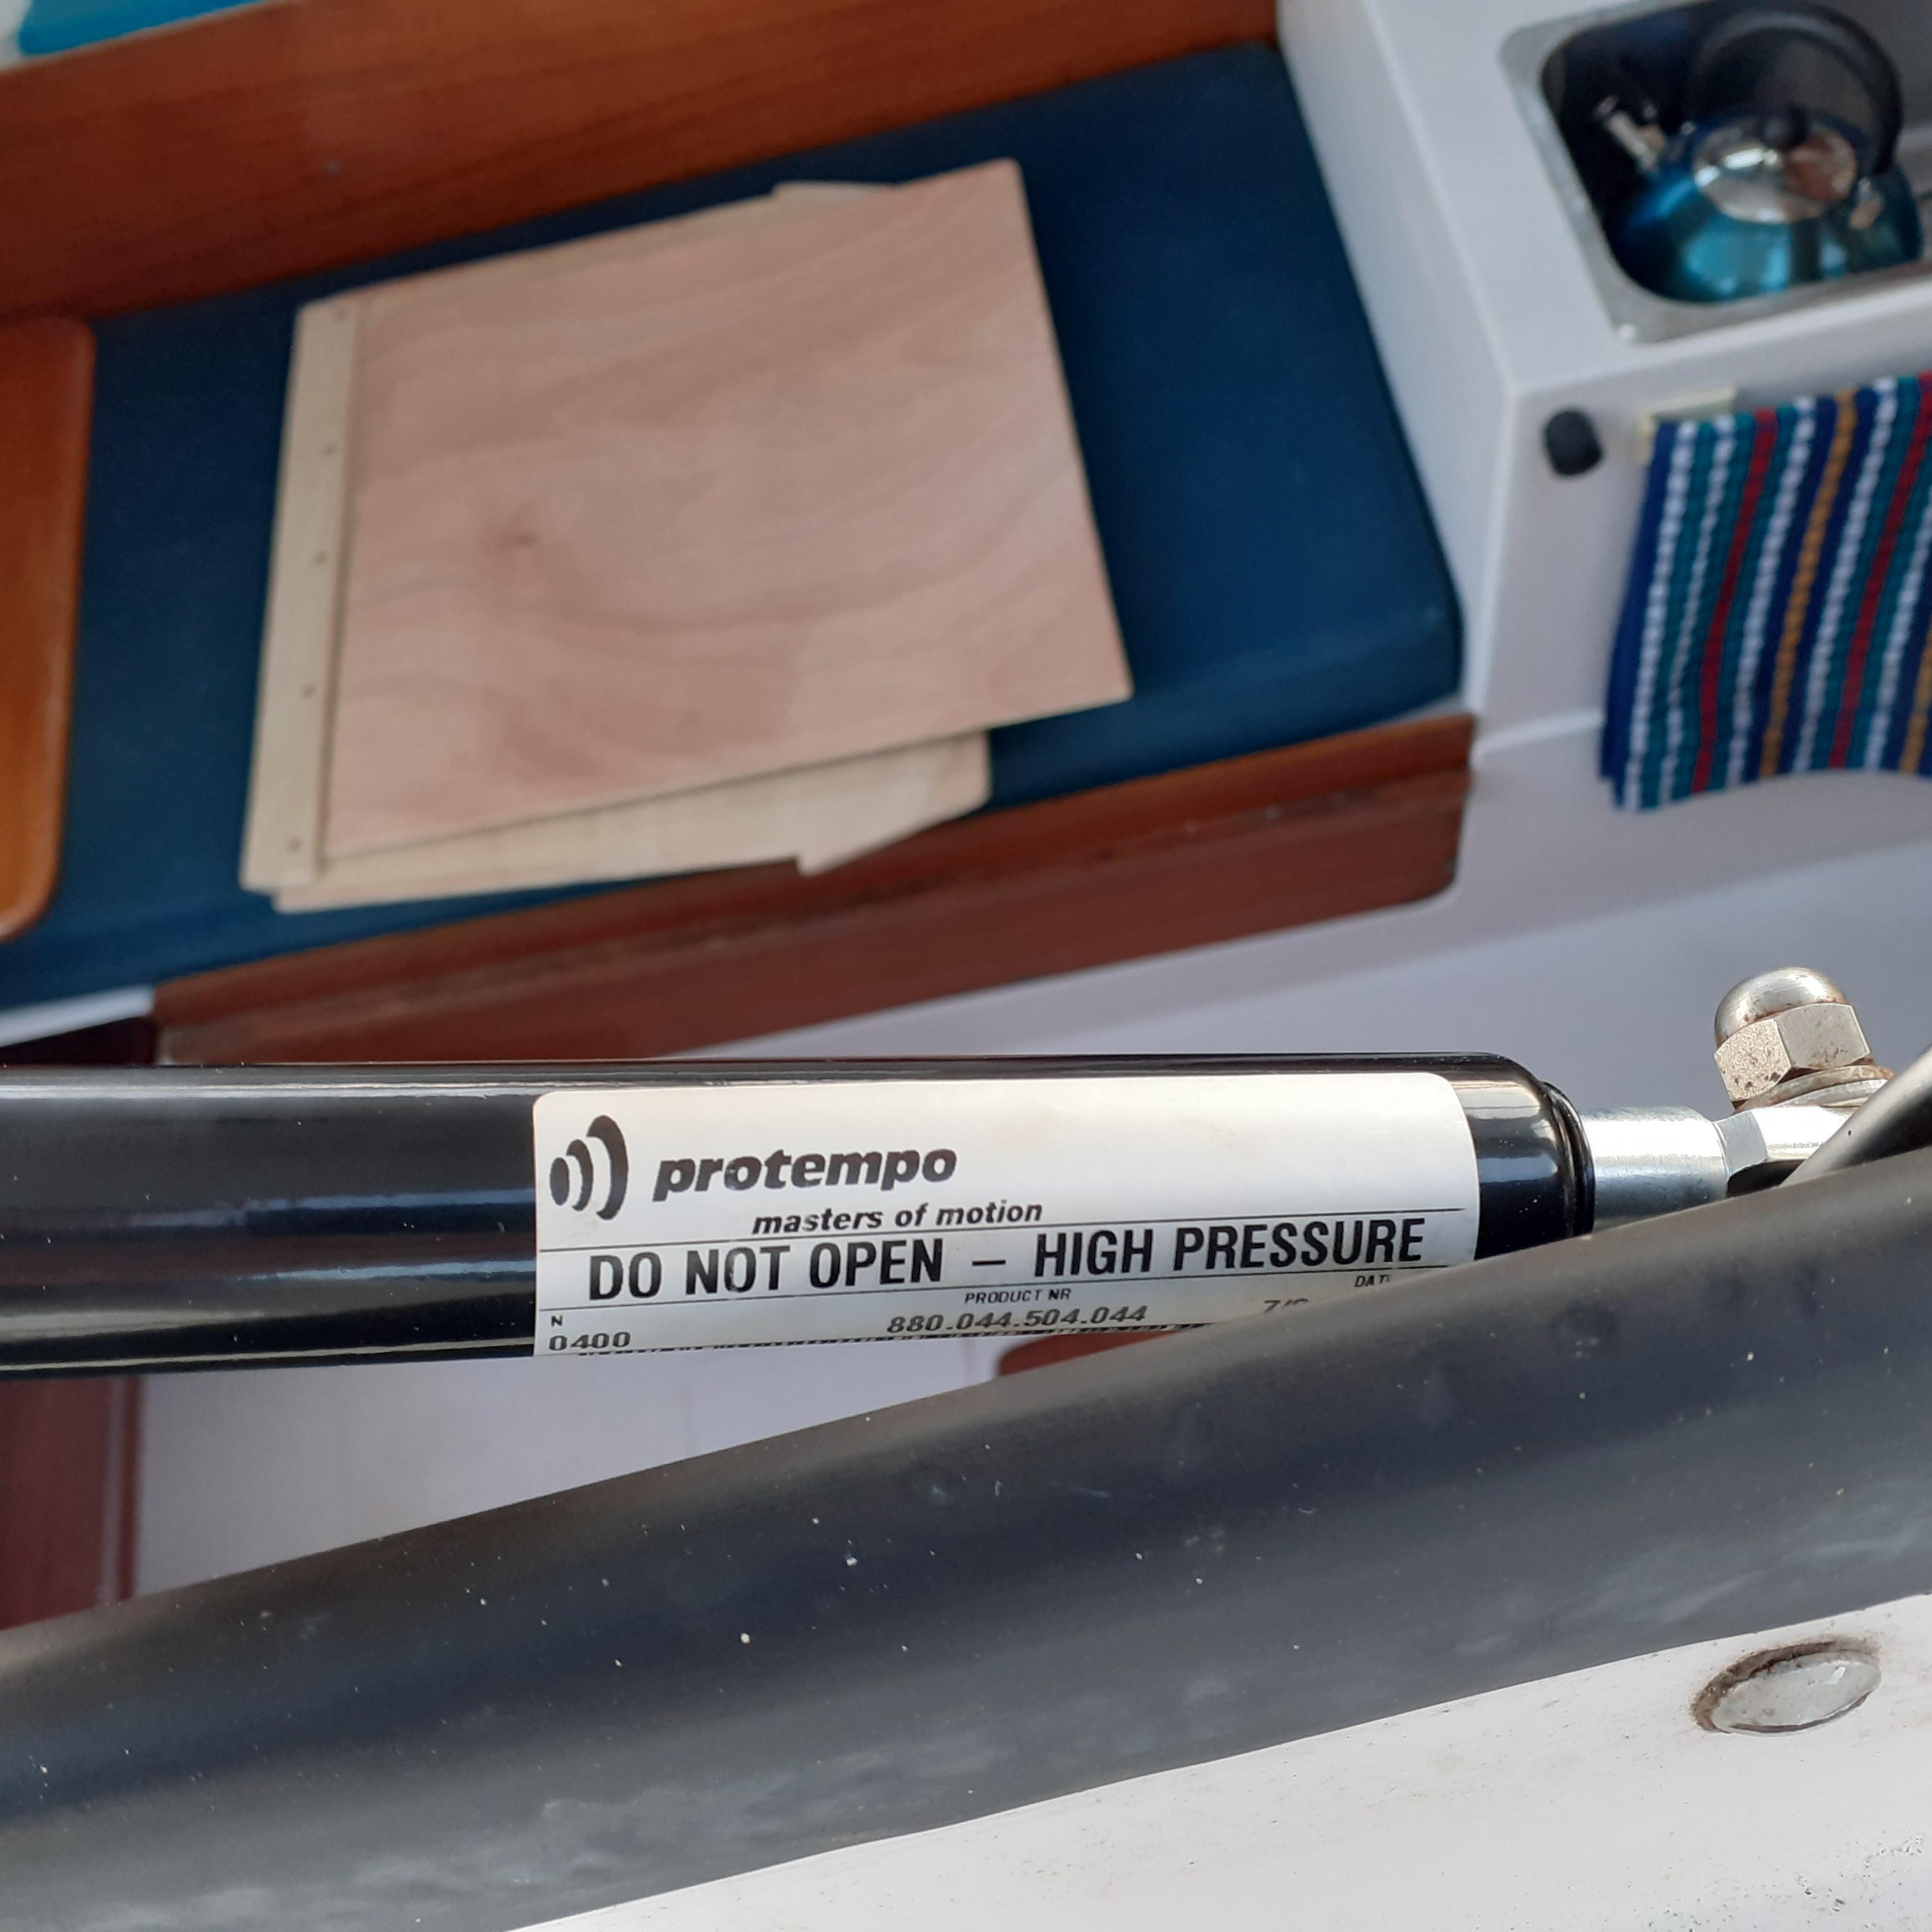 protempo
masters of motion
DO NOT OPEN – HIGH PRESSURE
N
PRODUCT NR
0400
880.044.504.044